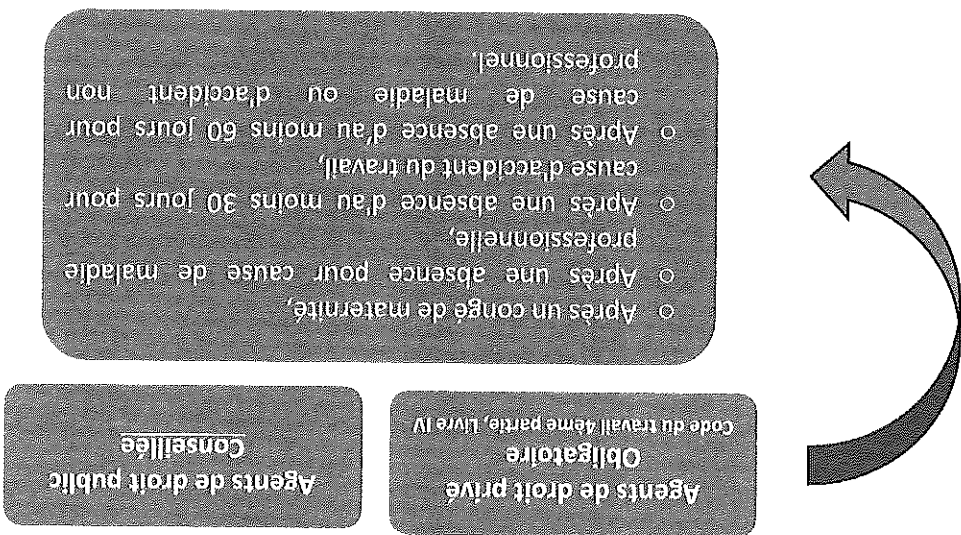 Agents de droit privé
Obligatoire
Code du travail 4ème partie, Livre IV
Agents de droit public
Conseillée
o Après un congé de maternité,
o Après une absence pour cause de maladie
professionnelle,
o Après une absence d'au moins 30 jours pour
cause d'accident du travail,
o Après une absence d'au moins 60 jours pour
cause de maladie ou d'accident non
professionnel.